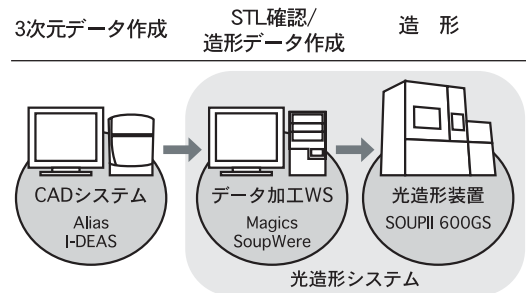 3次元データ作成
STL確認/
造形データ作成
造 形
CADシステム
Alias
I-DEAS
データ加工WS
Magics
SoupWere
光造形装置
SOUPII 600GS
光造形システム